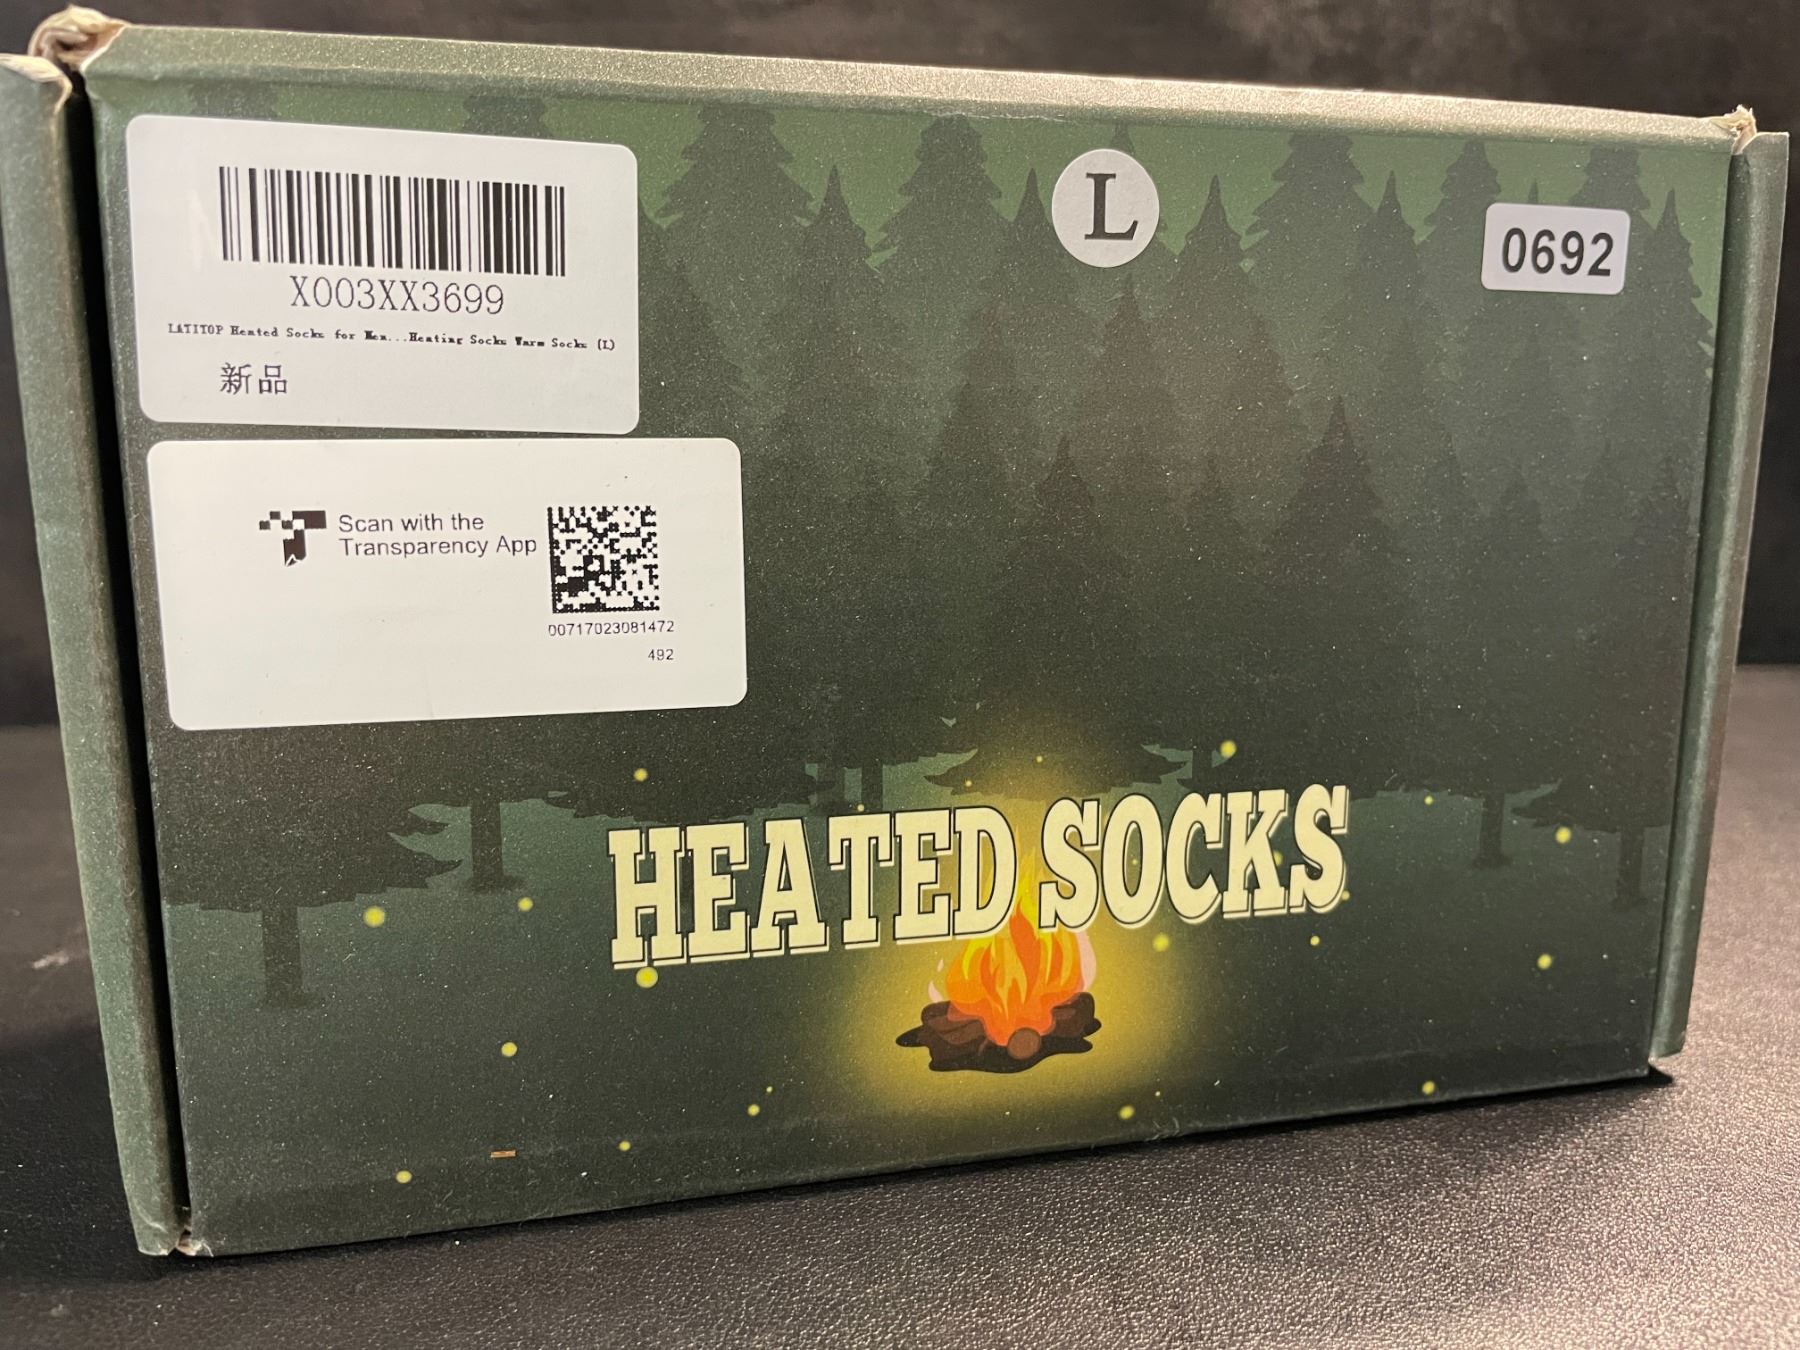 X003XX3699
LATITOP Heated Socks for Men...Heating Socks Warm Socks (L)
新品
L
0692
Scan with the
Transparency App
00717023081472
492
HEATED SOCKS